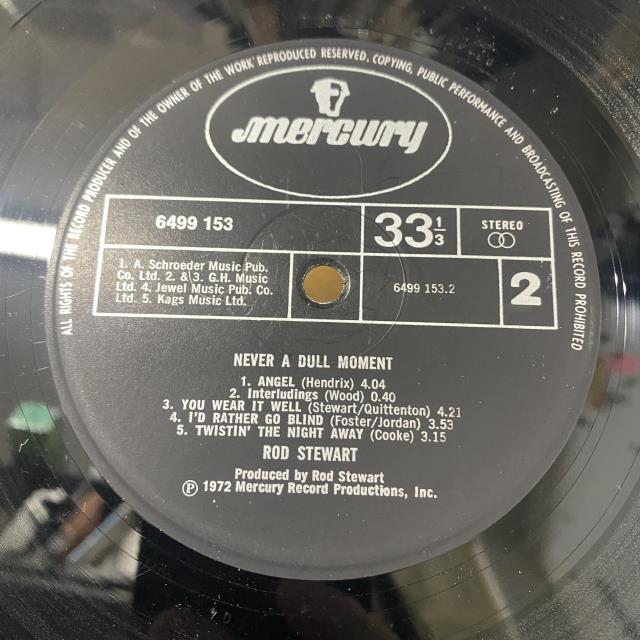 ALL RIGHTS OF THE RECORD PRODUCER AND OF THE OWNER OF THE WORK REPRODUCED RESERVED. COPYING, PUBLIC PERFORMANCE AND BROADCASTING OF THIS RECORD PROHIBITED
mercury
6499 153
33 1/3
STEREO
1. A. Schroeder Music Pub.
Co. Ltd. 2. & 3. G.H. Music
Ltd. 4. Jewel Music Pub. Co.
Ltd. 5. Kags Music Ltd.
6499 153.2
2
NEVER A DULL MOMENT
1. ANGEL (Hendrix) 4.04
2. Interludings (Wood) 0.40
3. YOU WEAR IT WELL (Stewart/Quittenton) 4.21
4. I'D RATHER GO BLIND (Foster/Jordan) 3.53
5. TWISTIN' THE NIGHT AWAY (Cooke) 3.15
ROD STEWART
Produced by Rod Stewart
Ⓟ 1972 Mercury Record Productions, Inc.